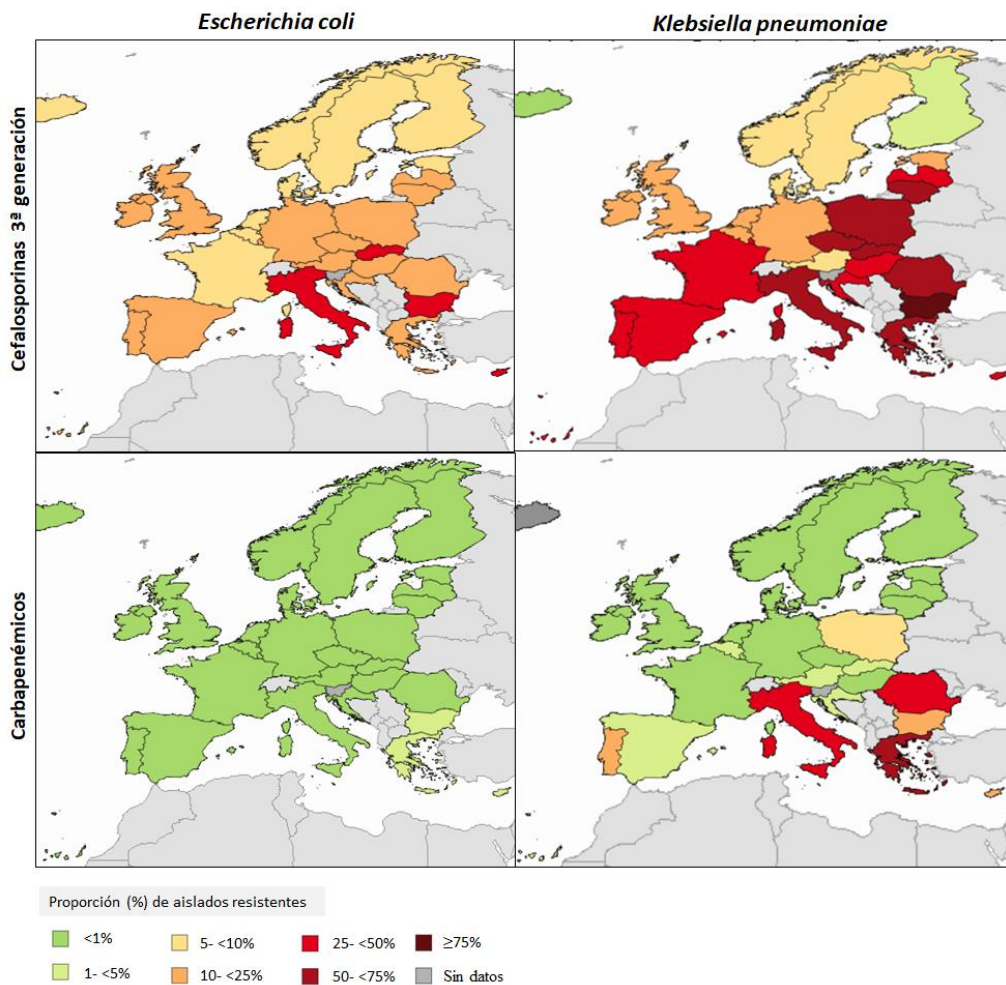 Escherichia coli
Klebsiella pneumoniae
Cefalosporinas 3ª generación
Carbapenémicos
Proporción (%) de aislados resistentes
<1%
5- <10%
25- <50%
≥75%
1- <5%
10- <25%
50- <75%
Sin datos